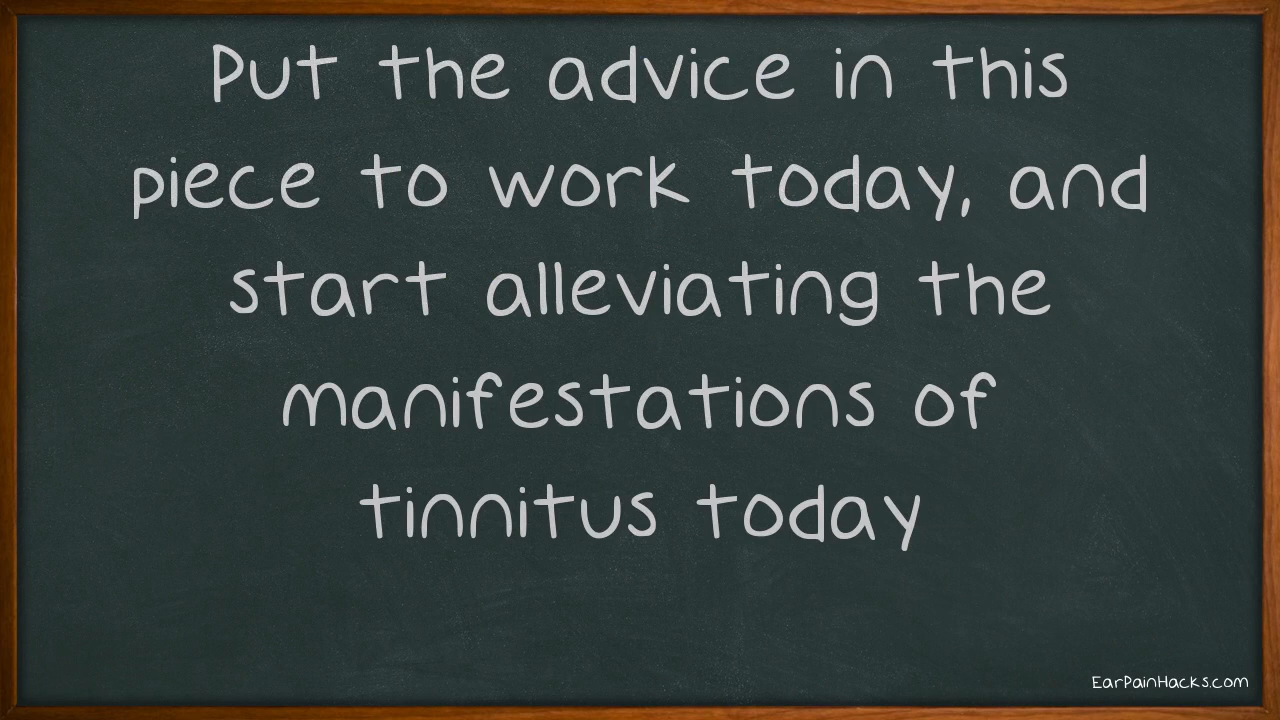 Put the advice in this
piece to work today, and
start alleviating the
manifestations of
tinnitus today
EarPainHacks.com